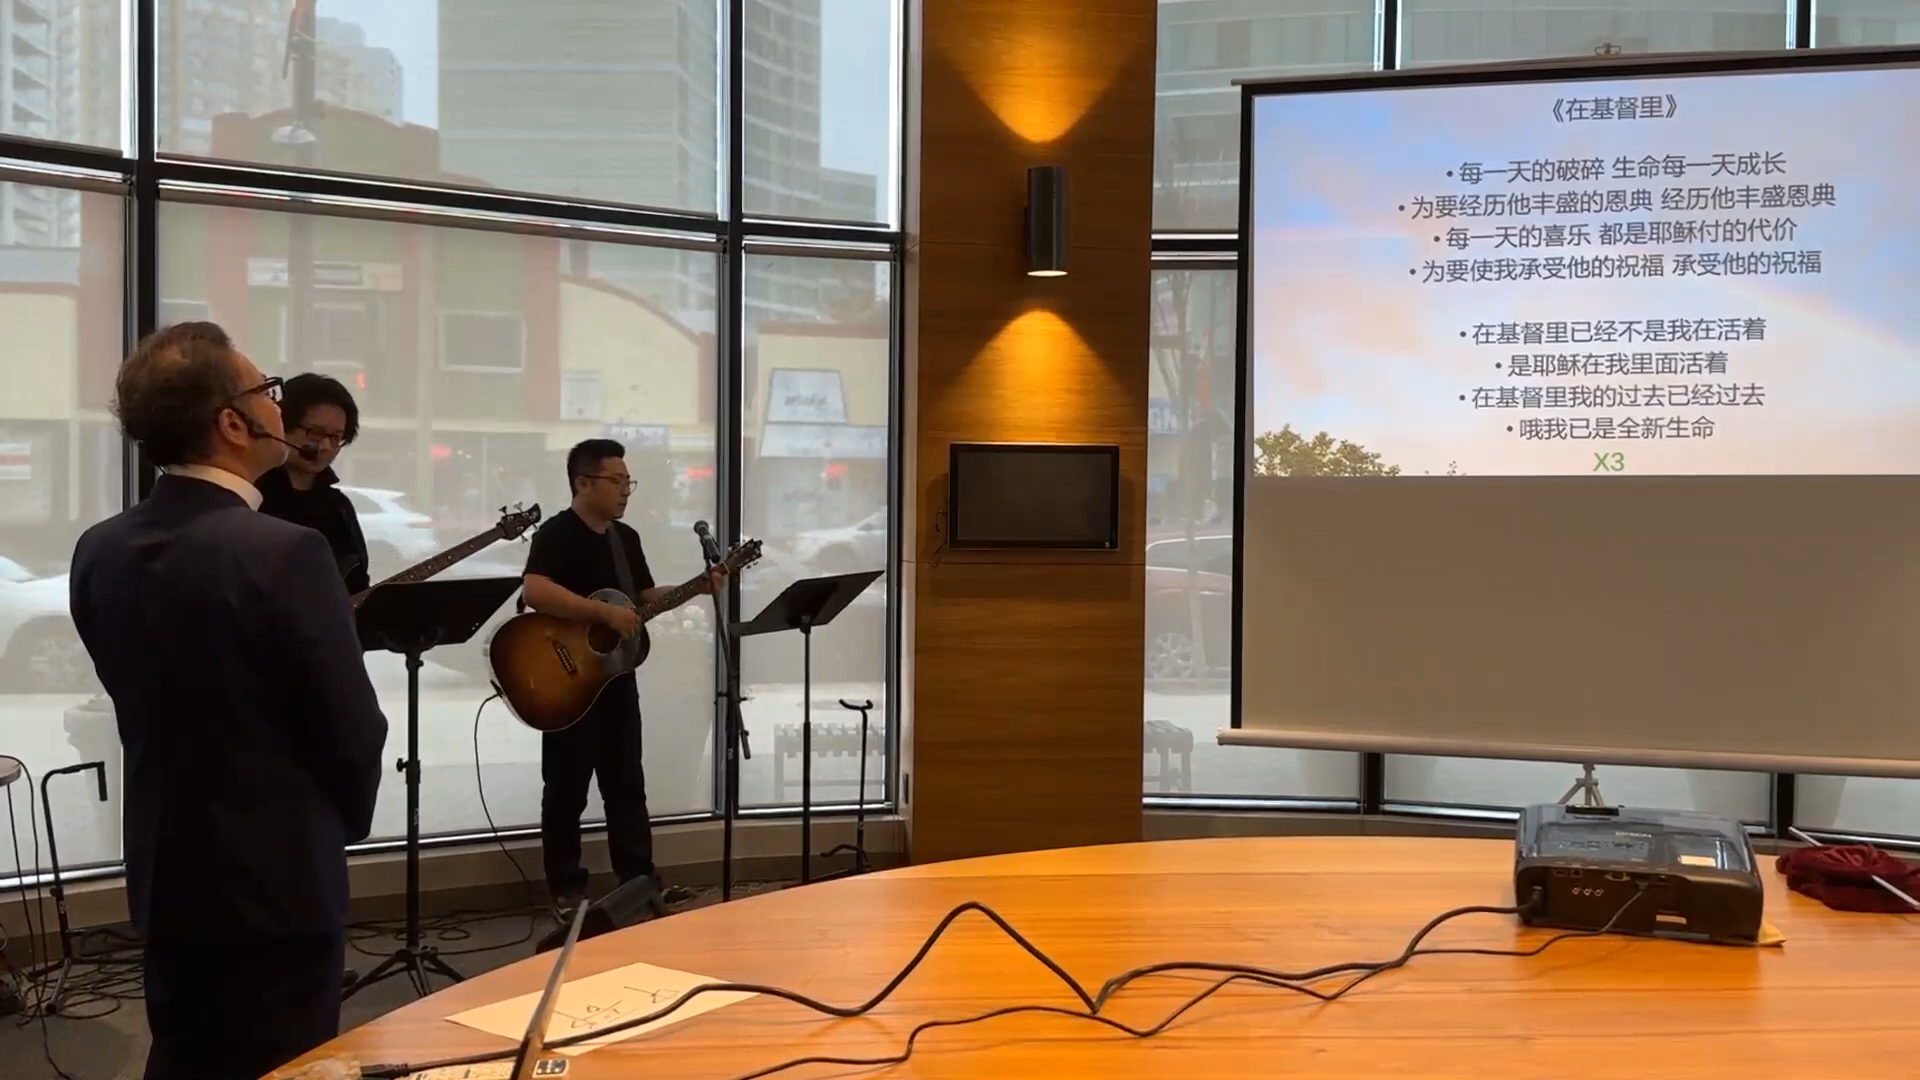 《在基督里》
•每一天的破碎 生命每一天成长
•为要经历他丰盛的恩典 经历他丰盛恩典
•每一天的喜乐 都是耶稣付的代价
•为要使我承受他的祝福 承受他的祝福
•在基督里已经不是我在活着
•是耶稣在我里面活着
•在基督里我的过去已经过去
•哦我已是全新生命
X3
EPSON